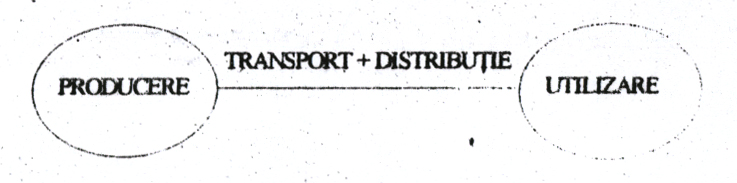 TRANSPORT + DISTRIBUȚIE
PRODUCERE
UTILIZARE